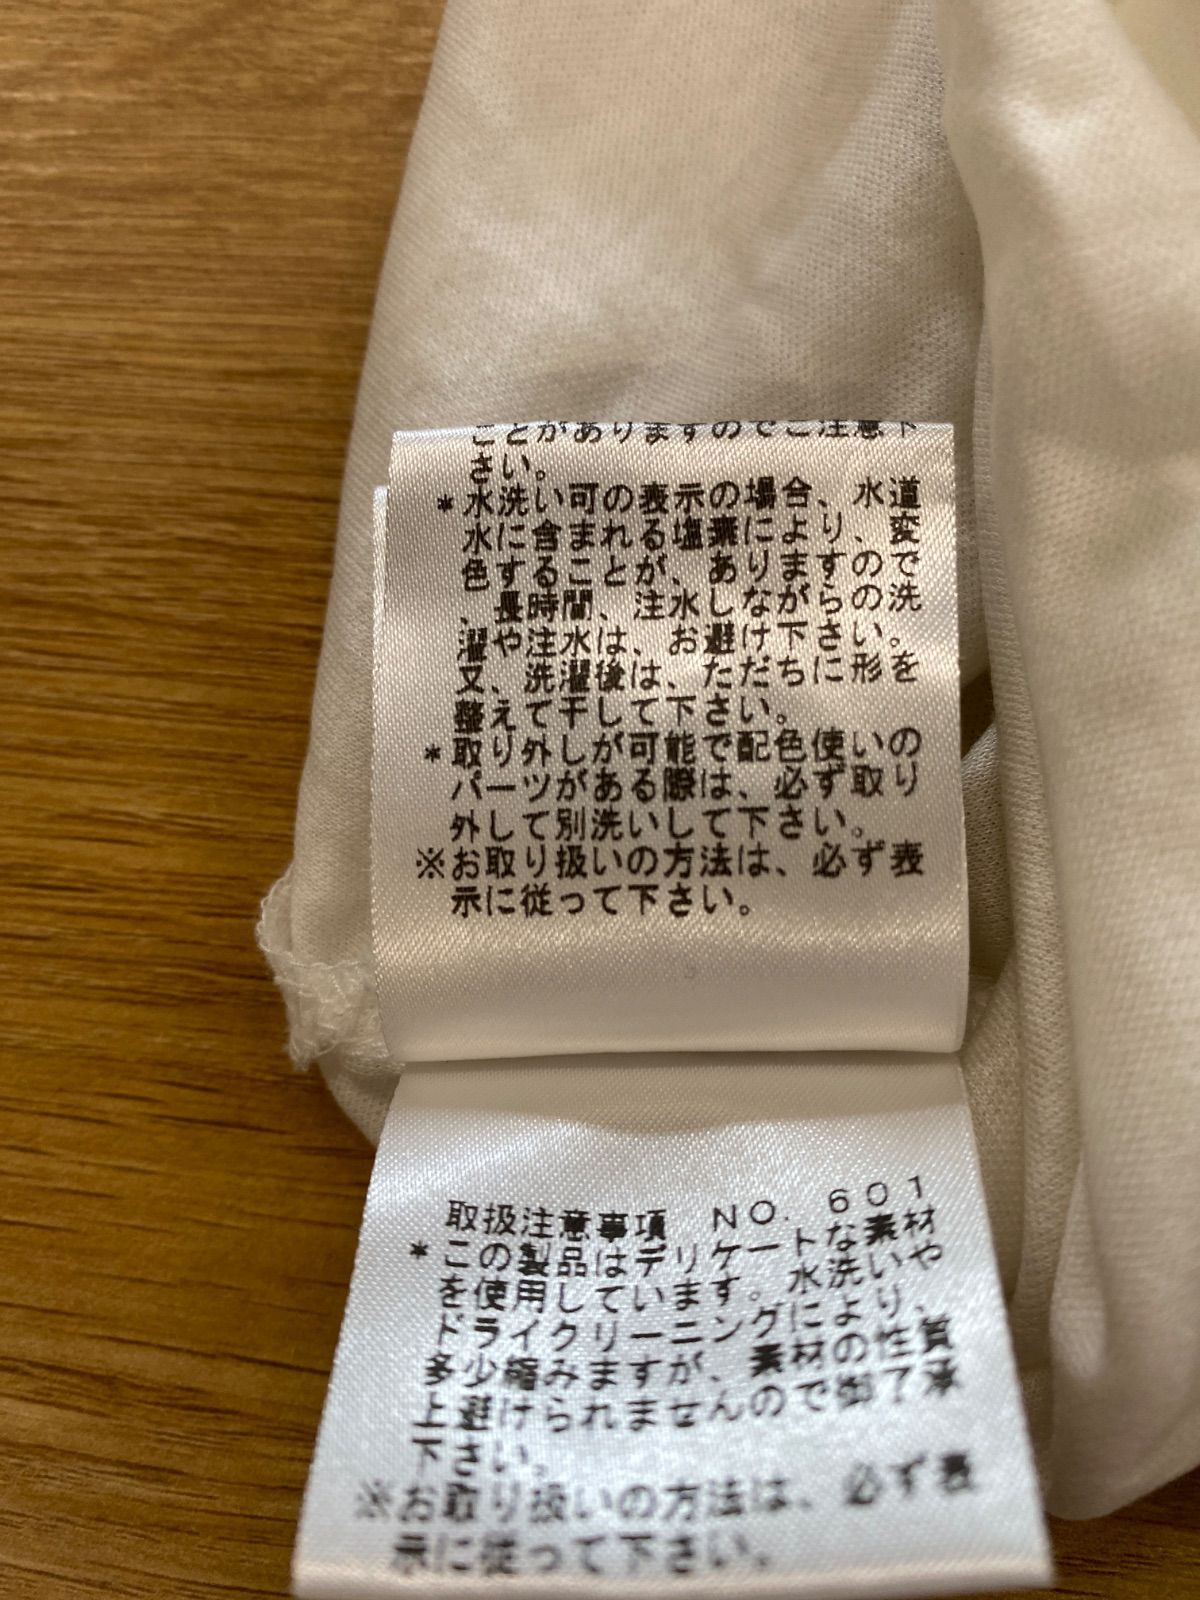 ことがありますのでご注意下
さい。
*水洗い可の表示の場合、水道
水に含まれる塩素により、変
色することが、ありますので
、長時間、注水しながらの洗
濯や注水は、お避け下さい。
又、洗濯後は、ただちに形を
整えて干して下さい。
*取り外しが可能で配色使いの
パーツがある際は、必ず取り
外して別洗いして下さい。
※お取り扱いの方法は、必ず表
示に従って下さい。
取扱注意事項 NO. 601
*この製品はデリケートな素材
を使用しています。水洗いや
ドライクリーニングにより、
多少縮みますが、素材の性質
上避けられませんので御了承
下さい。
※お取り扱いの方法は、必ず表
示に従って下さい。